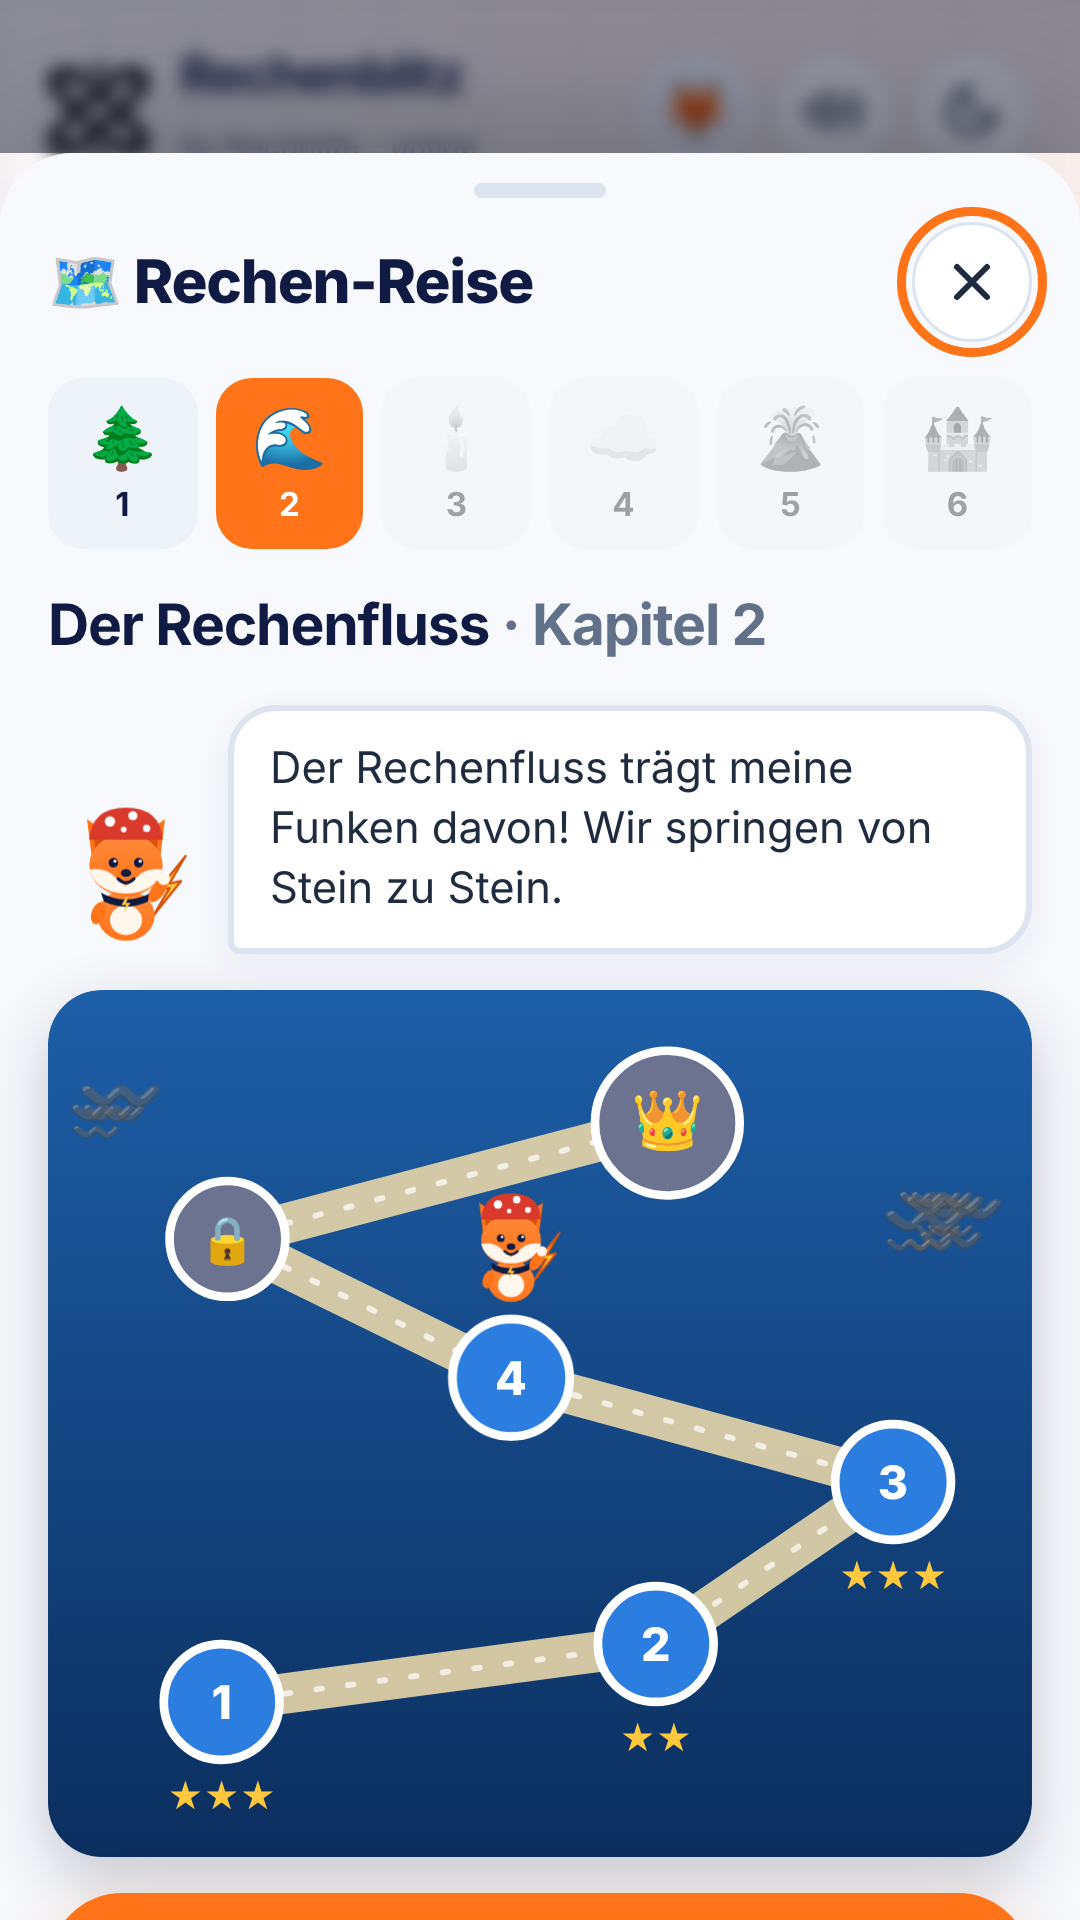 Rechenblitz
Rechen-Reise
1
2
3
4
5
6
Der Rechenfluss · Kapitel 2
Der Rechenfluss trägt meine
Funken davon! Wir springen von
Stein zu Stein.
4
3
2
1